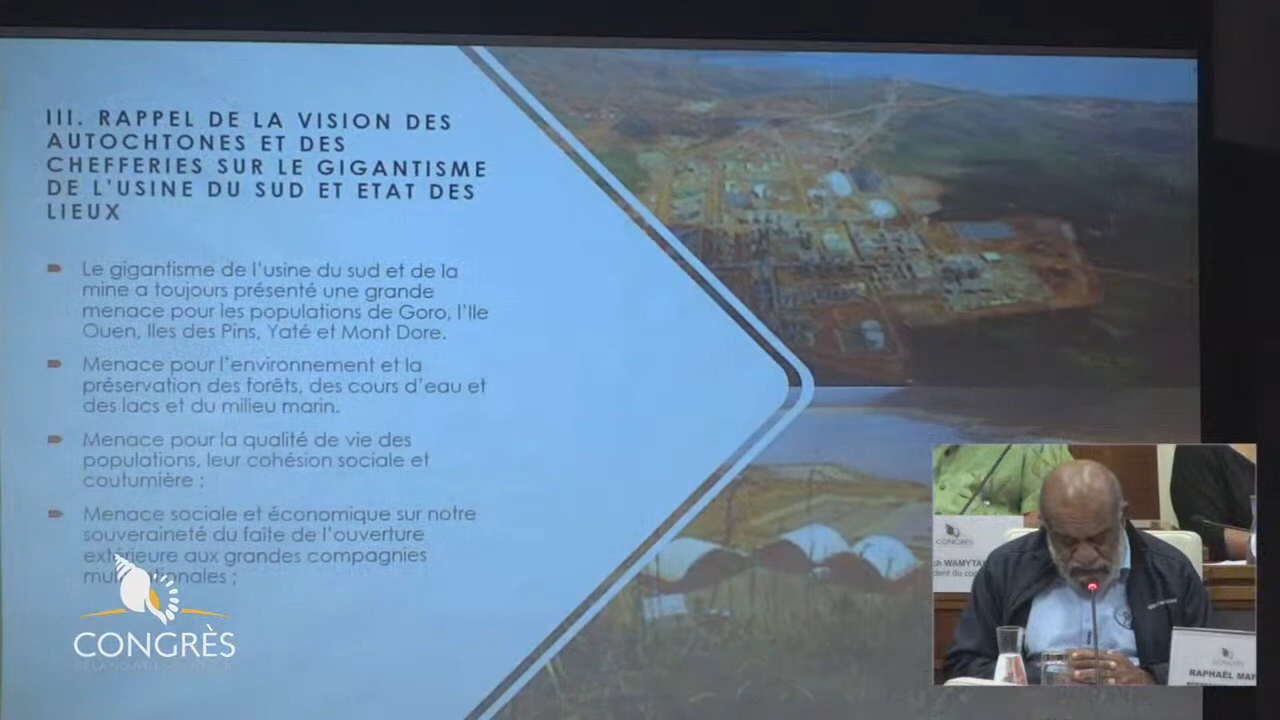 III. RAPPEL DE LA VISION DES
AUTOCHTONES ET DES
CHEFFERIES SUR LE GIGANTISME
DE L'USINE DU SUD ET ETAT DES
LIEUX
Le gigantisme de l'usine du sud et de la
mine a toujours présenté une grande
menace pour les populations de Goro, l'Ile
Ouen, Iles des Pins, Yaté et Mont Dore.
Menace pour l'environnement et la
préservation des forêts, des cours d'eau et
des lacs et du milieu marin.
Menace pour la qualité de vie des
populations, leur cohésion sociale et
coutumière ;
Menace sociale et économique sur notre
souveraineté du faîte de l'ouverture
extérieure aux grandes compagnies
;
CONGRÈS
CONGRÈS
WAMYTA
CONGRÈS
RAPHAËL